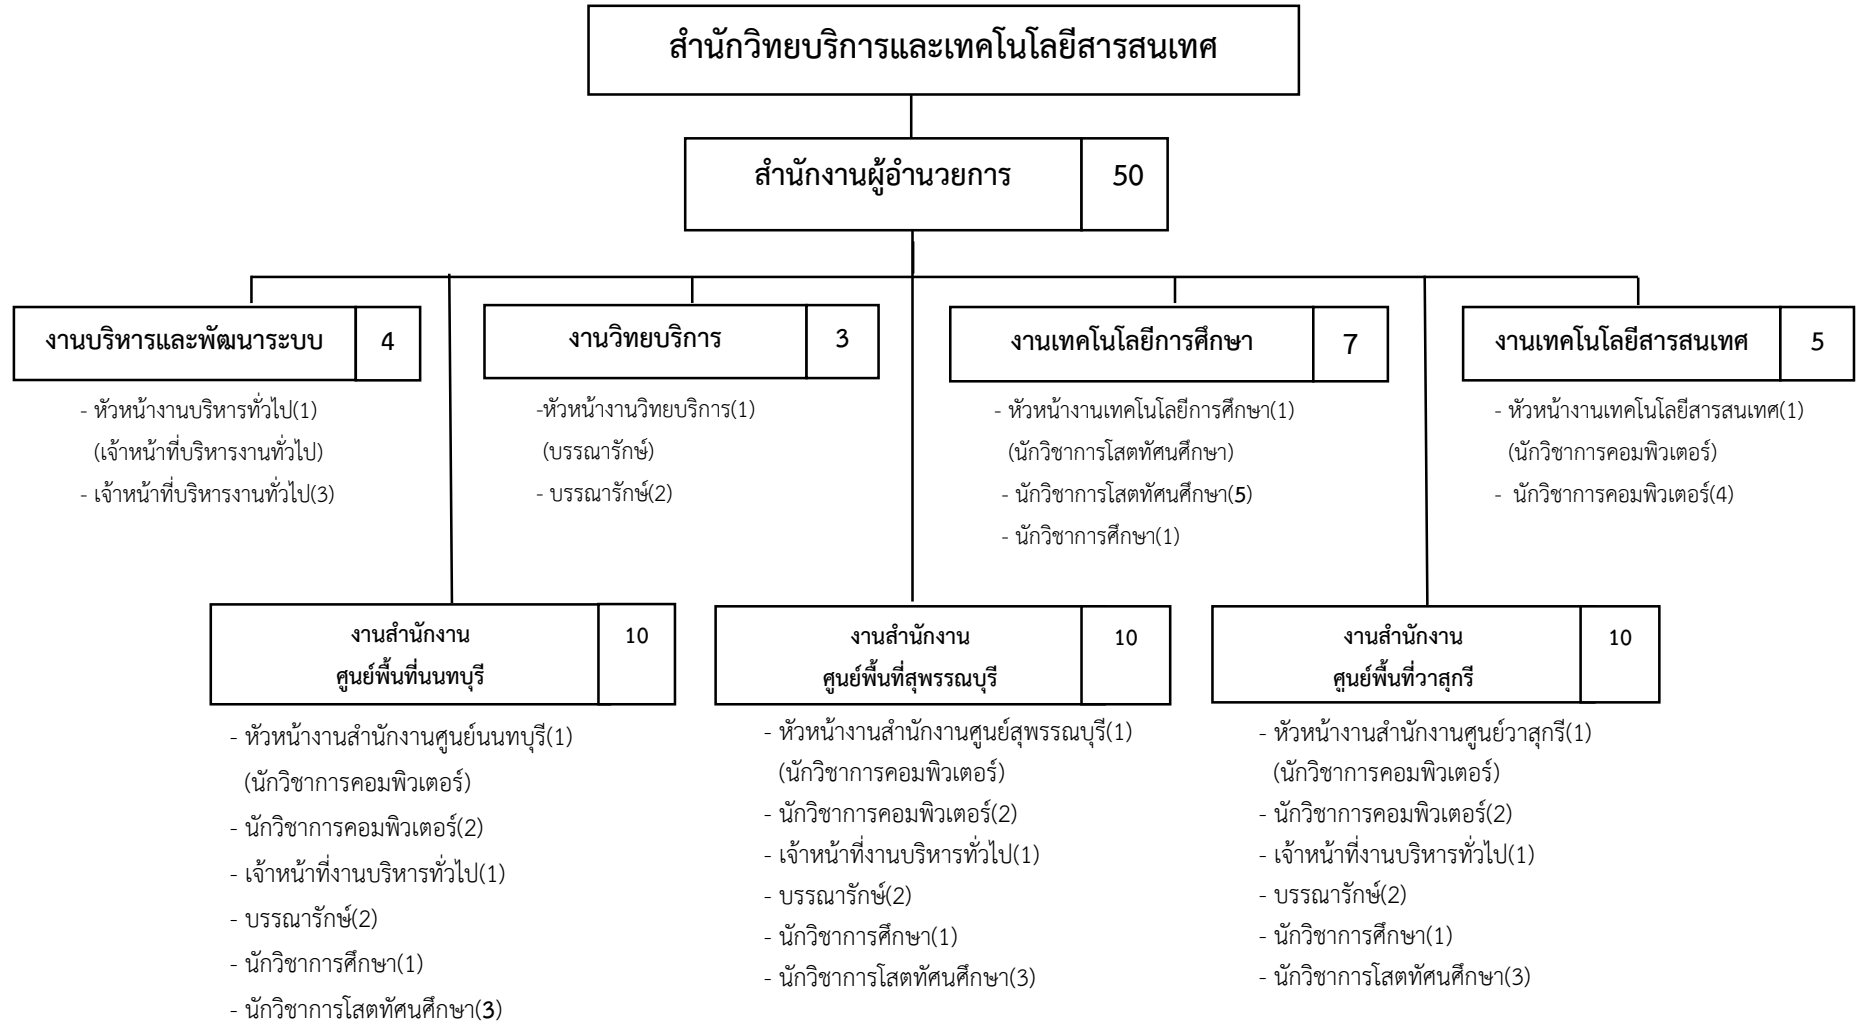 สำนักวิทยบริการและเทคโนโลยีสารสนเทศ
สำนักงานผู้อำนวยการ 50
งานบริหารและพัฒนาระบบ 4
- หัวหน้างานบริหารทั่วไป(1)
(เจ้าหน้าที่บริหารงานทั่วไป)
- เจ้าหน้าที่บริหารงานทั่วไป(3)
งานวิทยบริการ 3
-หัวหน้างานวิทยบริการ(1)
(บรรณารักษ์)
- บรรณารักษ์(2)
งานเทคโนโลยีการศึกษา 7
- หัวหน้างานเทคโนโลยีการศึกษา(1)
(นักวิชาการโสตทัศนศึกษา)
- นักวิชาการโสตทัศนศึกษา(5)
- นักวิชาการศึกษา(1)
งานเทคโนโลยีสารสนเทศ 5
- หัวหน้างานเทคโนโลยีสารสนเทศ(1)
(นักวิชาการคอมพิวเตอร์)
- นักวิชาการคอมพิวเตอร์(4)
งานสำนักงาน 10
ศูนย์พื้นที่นนทบุรี
- หัวหน้างานสำนักงานศูนย์นนทบุรี(1)
(นักวิชาการคอมพิวเตอร์)
- นักวิชาการคอมพิวเตอร์(2)
- เจ้าหน้าที่งานบริหารทั่วไป(1)
- บรรณารักษ์(2)
- นักวิชาการศึกษา(1)
- นักวิชาการโสตทัศนศึกษา(3)
งานสำนักงาน 10
ศูนย์พื้นที่สุพรรณบุรี
- หัวหน้างานสำนักงานศูนย์สุพรรณบุรี(1)
(นักวิชาการคอมพิวเตอร์)
- นักวิชาการคอมพิวเตอร์(2)
- เจ้าหน้าที่งานบริหารทั่วไป(1)
- บรรณารักษ์(2)
- นักวิชาการศึกษา(1)
- นักวิชาการโสตทัศนศึกษา(3)
งานสำนักงาน 10
ศูนย์พื้นที่วาสุกรี
- หัวหน้างานสำนักงานศูนย์วาสุกรี(1)
(นักวิชาการคอมพิวเตอร์)
- นักวิชาการคอมพิวเตอร์(2)
- เจ้าหน้าที่งานบริหารทั่วไป(1)
- บรรณารักษ์(2)
- นักวิชาการศึกษา(1)
- นักวิชาการโสตทัศนศึกษา(3)